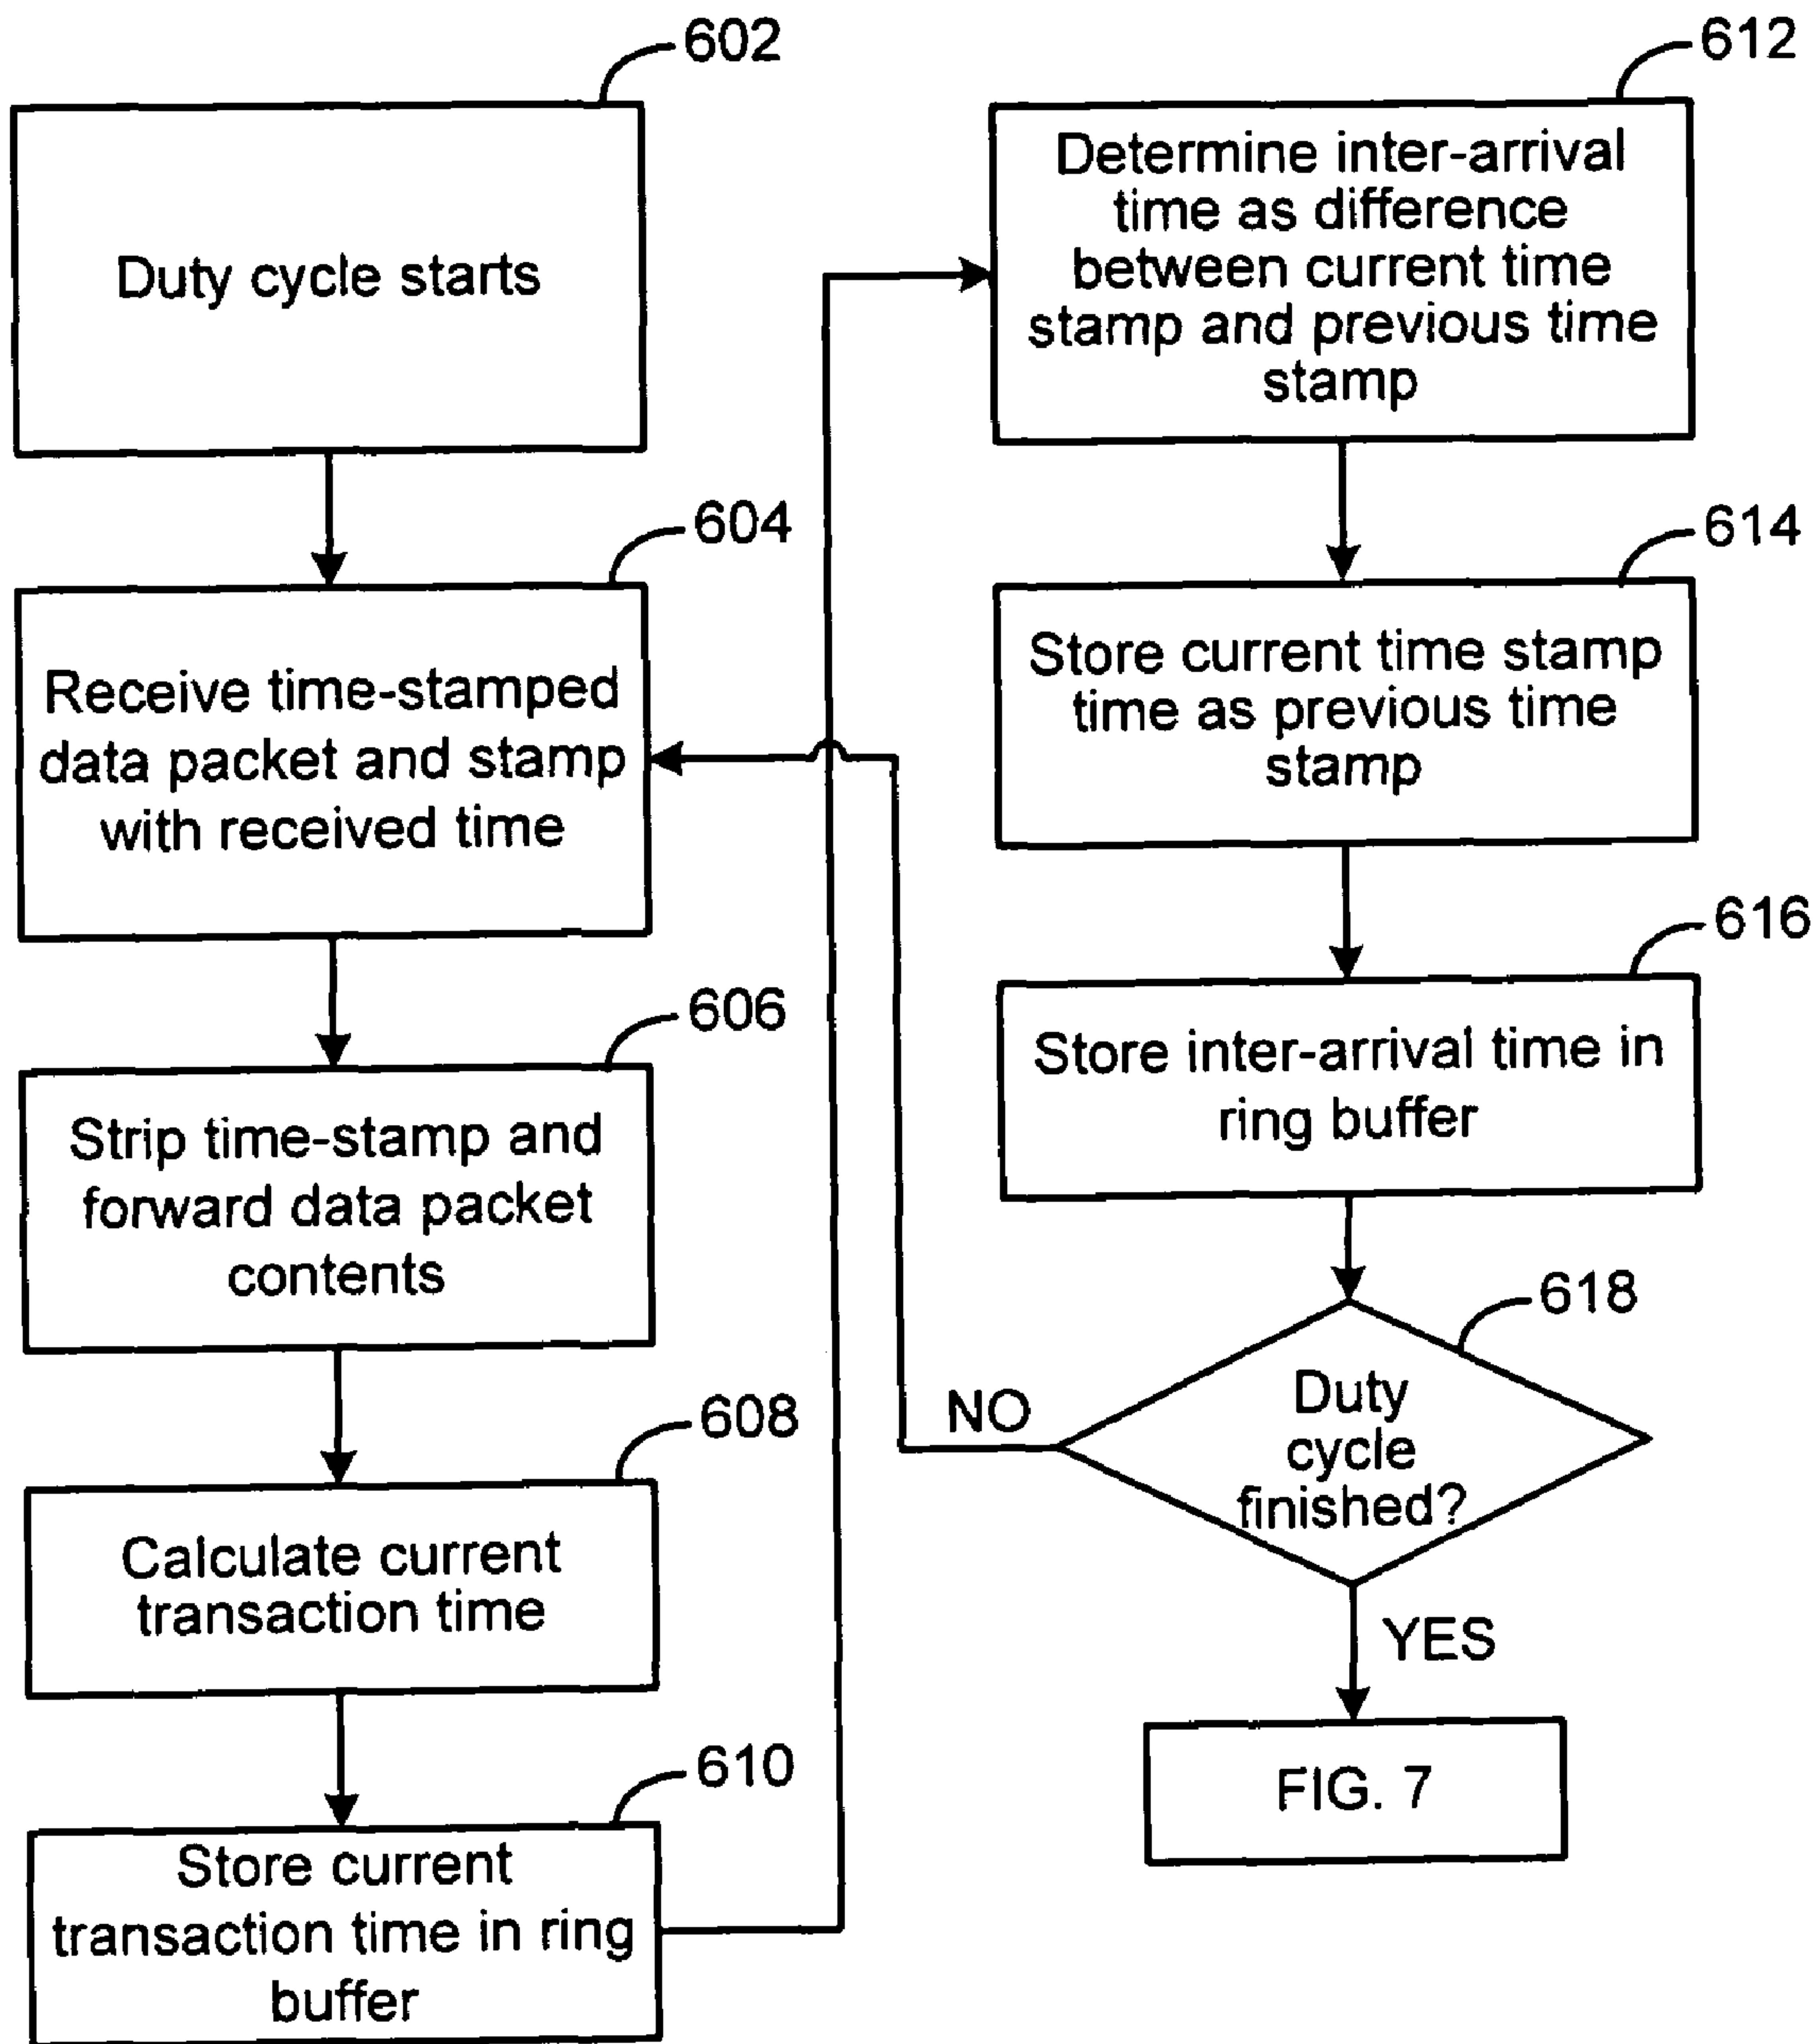 602
Duty cycle starts
604
Receive time-stamped
data packet and stamp
with received time
606
Strip time-stamp and
forward data packet
contents
608
Calculate current
transaction time
610
Store current
transaction time in ring
buffer
612
Determine inter-arrival
time as difference
between current time
stamp and previous time
stamp
614
Store current time stamp
time as previous time
stamp
616
Store inter-arrival time in
ring buffer
618
Duty
cycle
finished?
NO
YES
FIG. 7